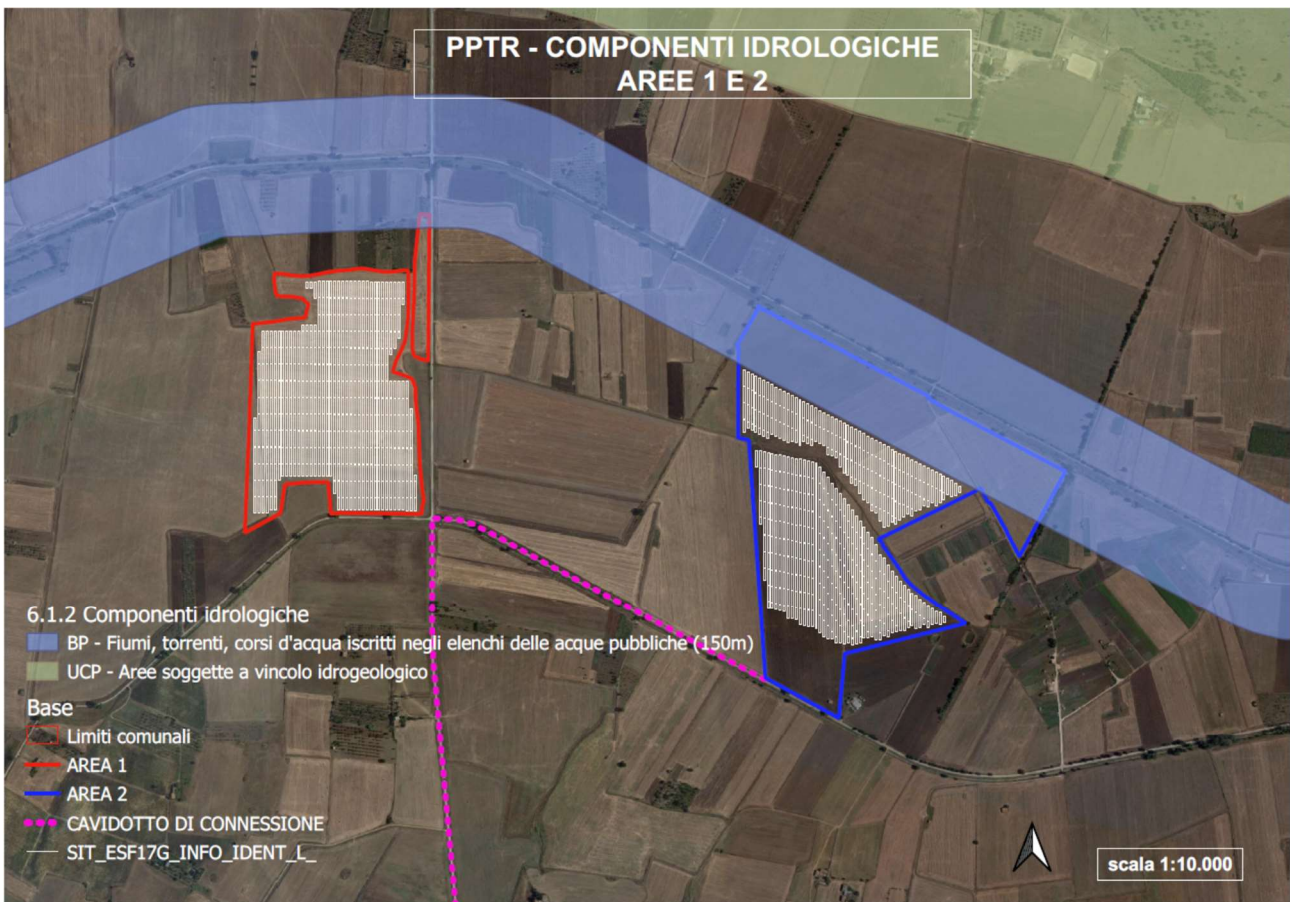 PPTR - COMPONENTI IDROLOGICHE
AREE 1 E 2
6.1.2 Componenti idrologiche
BP - Fiumi, torrenti, corsi d'acqua iscritti negli elenchi delle acque pubbliche (150m)
UCP - Aree soggette a vincolo idrogeologico
Base
Limiti comunali
AREA 1
AREA 2
CAVIDOTTO DI CONNESSIONE
SIT_ESF17G_INFO_IDENT_L_
scala 1:10.000